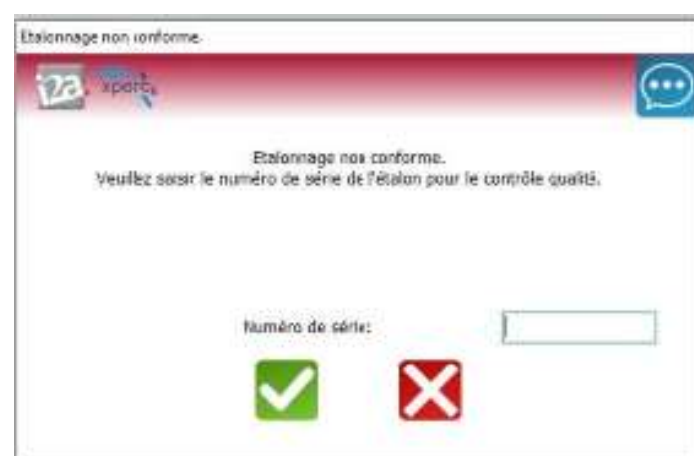 Etalonnage non conforme.
i2a
Etalonnage non conforme.
Veuillez saisir le numéro de série de l'étalon pour le contrôle qualité.
Numéro de série: